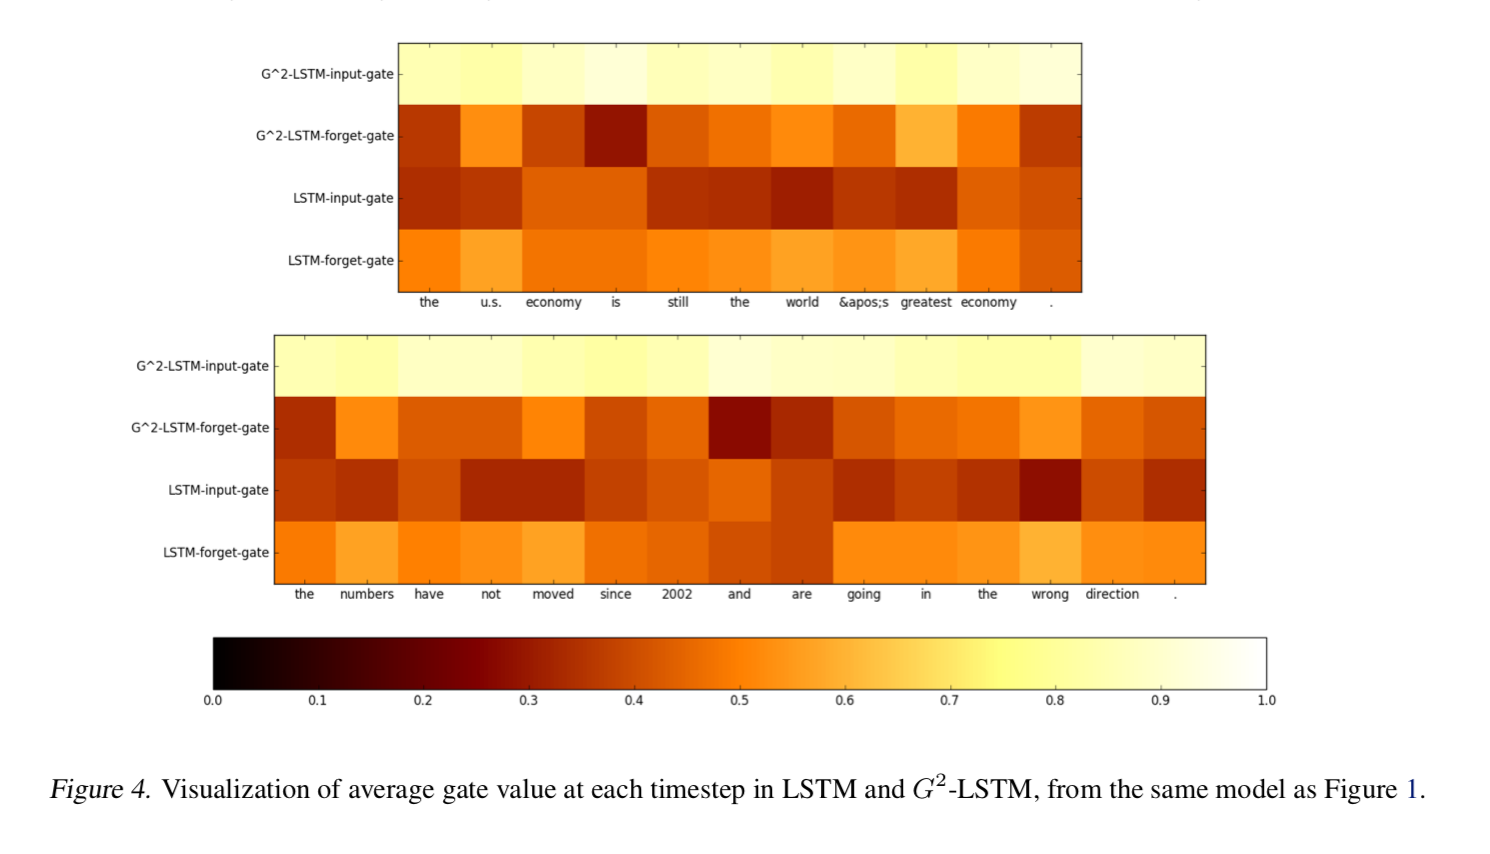 G^2-LSTM-input-gate
G^2-LSTM-forget-gate
LSTM-input-gate
LSTM-forget-gate
the u.s. economy is still the world &apos;s greatest economy .
G^2-LSTM-input-gate
G^2-LSTM-forget-gate
LSTM-input-gate
LSTM-forget-gate
the numbers have not moved since 2002 and are going in the wrong direction .
0.0 0.1 0.2 0.3 0.4 0.5 0.6 0.7 0.8 0.9 1.0
Figure 4. Visualization of average gate value at each timestep in LSTM and G²-LSTM, from the same model as Figure 1.